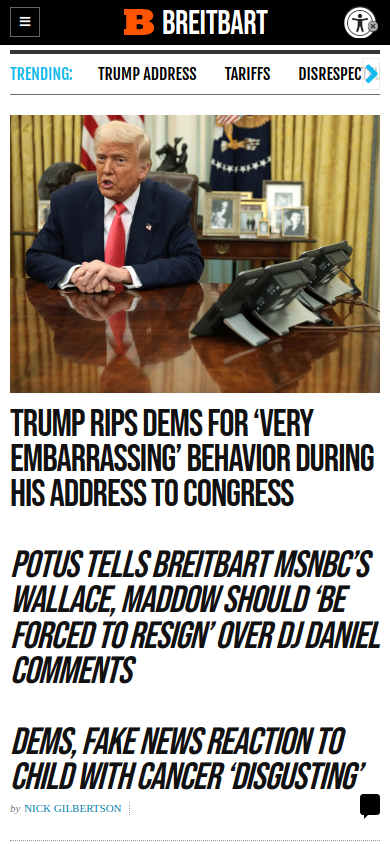 BREITBART
TRENDING:
TRUMP ADDRESS
TARIFFS
DISRESPEC
TRUMP RIPS DEMS FOR ‘VERY
EMBARRASSING’ BEHAVIOR DURING
HIS ADDRESS TO CONGRESS
POTUS TELLS BREITBART MSNBC’S
WALLACE, MADDOW SHOULD ‘BE
FORCED TO RESIGN’ OVER DJ DANIEL
COMMENTS
DEMS, FAKE NEWS REACTION TO
CHILD WITH CANCER ‘DISGUSTING’
by NICK GILBERTSON